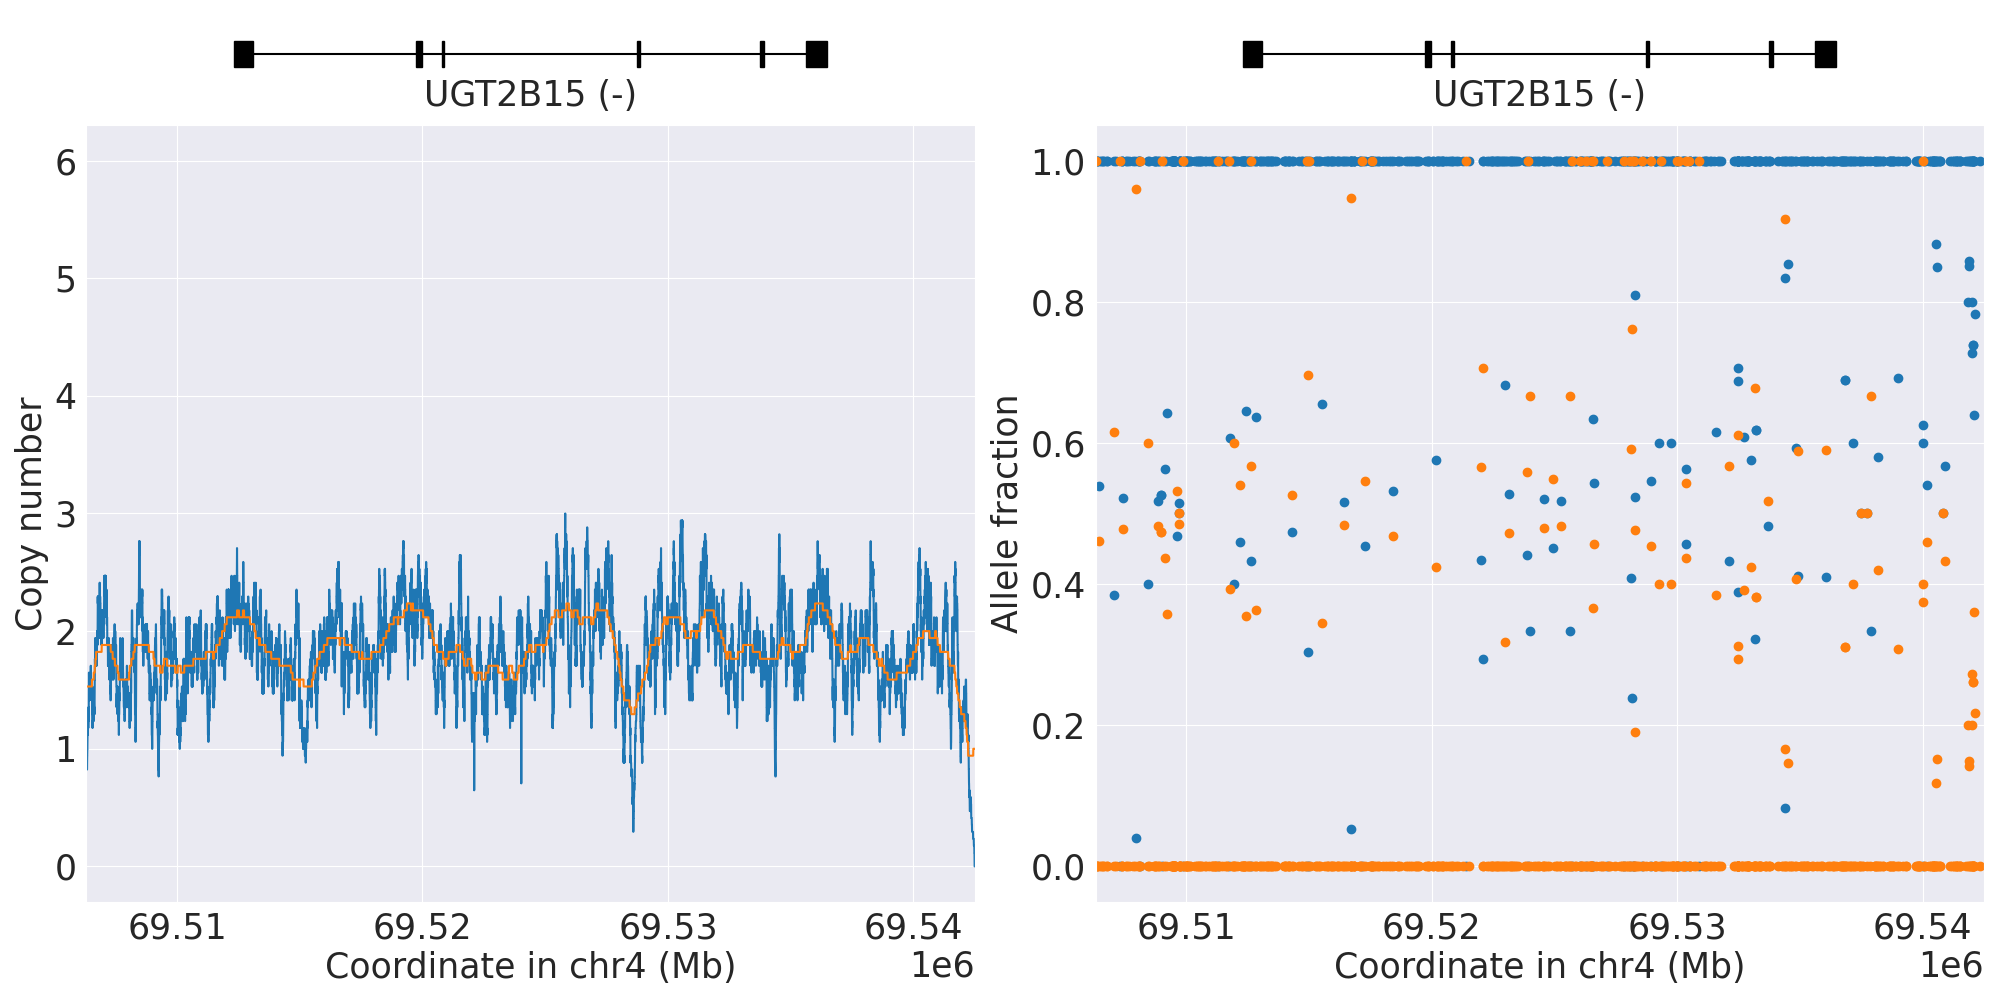 UGT2B15 (-)
UGT2B15 (-)
6
5
4
3
2
1
0
Copy number
69.51 69.52 69.53 69.54
Coordinate in chr4 (Mb)
1e6
1.0
0.8
0.6
0.4
0.2
0.0
Allele fraction
69.51 69.52 69.53 69.54
Coordinate in chr4 (Mb)
1e6